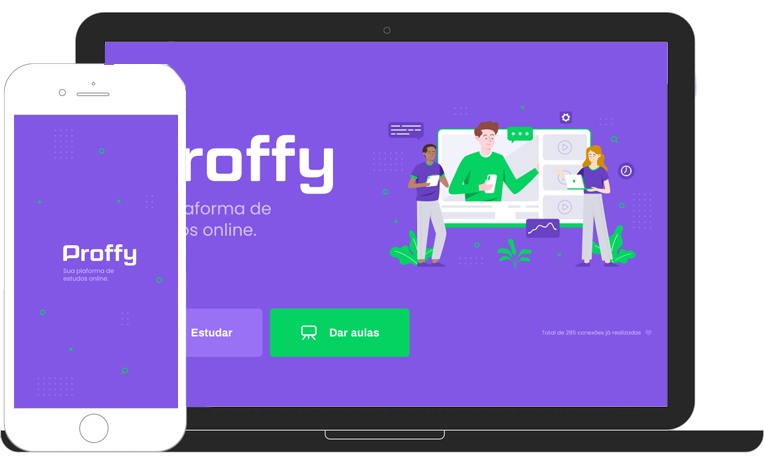 Proffy
Sua plaforma de
estudos online.
roffy
aforma de
os online.
Estudar
Dar aulas
Total de 285 conexões já realizadas